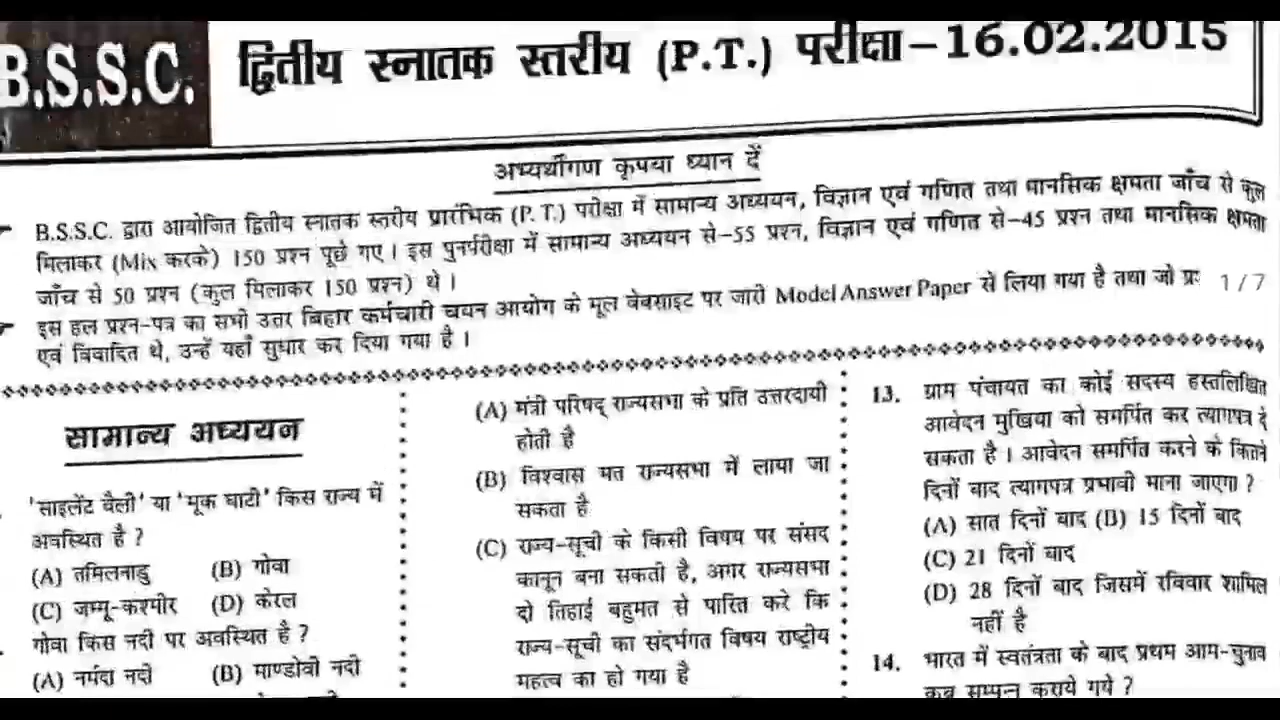 B.S.S.C.
द्वितीय स्नातक स्तरीय (P.T.) परीक्षा–16.02.2015
अभ्यर्थीगण कृपया ध्यान दें
B.S.S.C. द्वारा आयोजित द्वितीय स्नातक स्तरीय प्रारंभिक (P. T.) परीक्षा में सामान्य अध्ययन, विज्ञान एवं गणित तथा मानसिक क्षमता जाँच से कुल
मिलाकर (Mix करके) 150 प्रश्न पूछे गए। इस पुनर्परीक्षा में सामान्य अध्ययन से–55 प्रश्न, विज्ञान एवं गणित से–45 प्रश्न तथा मानसिक क्षमता
जाँच से 50 प्रश्न (कुल मिलाकर 150 प्रश्न) थे।
इस हल प्रश्न-पत्र का सभी उत्तर बिहार कर्मचारी चयन आयोग के मूल वेबसाइट पर जारी Model Answer Paper से लिया गया है तथा जो
1/7
एवं विवादित थे, उन्हें यहाँ सुधार कर दिया गया है।
सामान्य अध्ययन
'साइलेंट वैली' या 'मूक घाटी' किस राज्य में
अवस्थित है ?
(A) तमिलनाडु (B) गोवा
(C) जम्मू-कश्मीर (D) केरल
गोवा किस नदी पर अवस्थित है ?
(A) नर्मदा नदी (B) माण्डोवी नदी
(A) मंत्री परिषद् राज्यसभा के प्रति उत्तरदायी
होती है
(B) विश्वास मत राज्यसभा में लाया जा
सकता है
(C) राज्य-सूची के किसी विषय पर संसद
कानून बना सकती है, अगर राज्यसभा
दो तिहाई बहुमत से पारित करे कि
राज्य-सूची का संदर्भगत विषय राष्ट्रीय
महत्व का हो गया है
13. ग्राम पंचायत का कोई सदस्य हस्तलिखित
आवेदन मुखिया को समर्पित कर त्यागपत्र दे
सकता है। आवेदन समर्पित करने के कितने
दिनों बाद त्यागपत्र प्रभावी माना जाएगा ?
(A) सात दिनों बाद (B) 15 दिनों बाद
(C) 21 दिनों बाद
(D) 28 दिनों बाद जिसमें रविवार शामिल
नहीं है
14. भारत में स्वतंत्रता के बाद प्रथम आम-चुनाव
कब सम्पन्न कराये गये ?